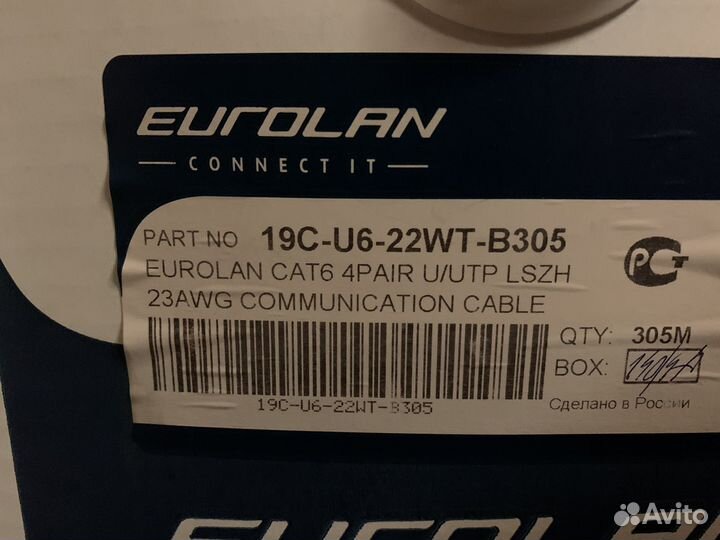 EUROLAN
CONNECT IT
PART NO 19C-U6-22WT-B305
EUROLAN CAT6 4PAIR U/UTP LSZH
23AWG COMMUNICATION CABLE
QTY: 305M
BOX:
19C-U6-22WT-B305
Сделано в России
EUROLAN
Avito